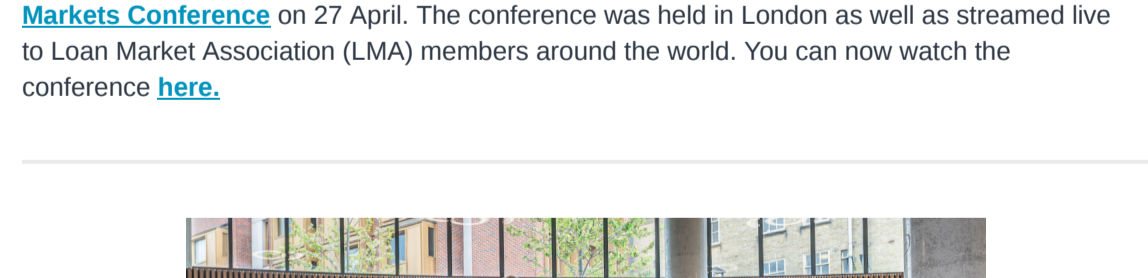 Markets Conference on 27 April. The conference was held in London as well as streamed live
to Loan Market Association (LMA) members around the world. You can now watch the
conference here.